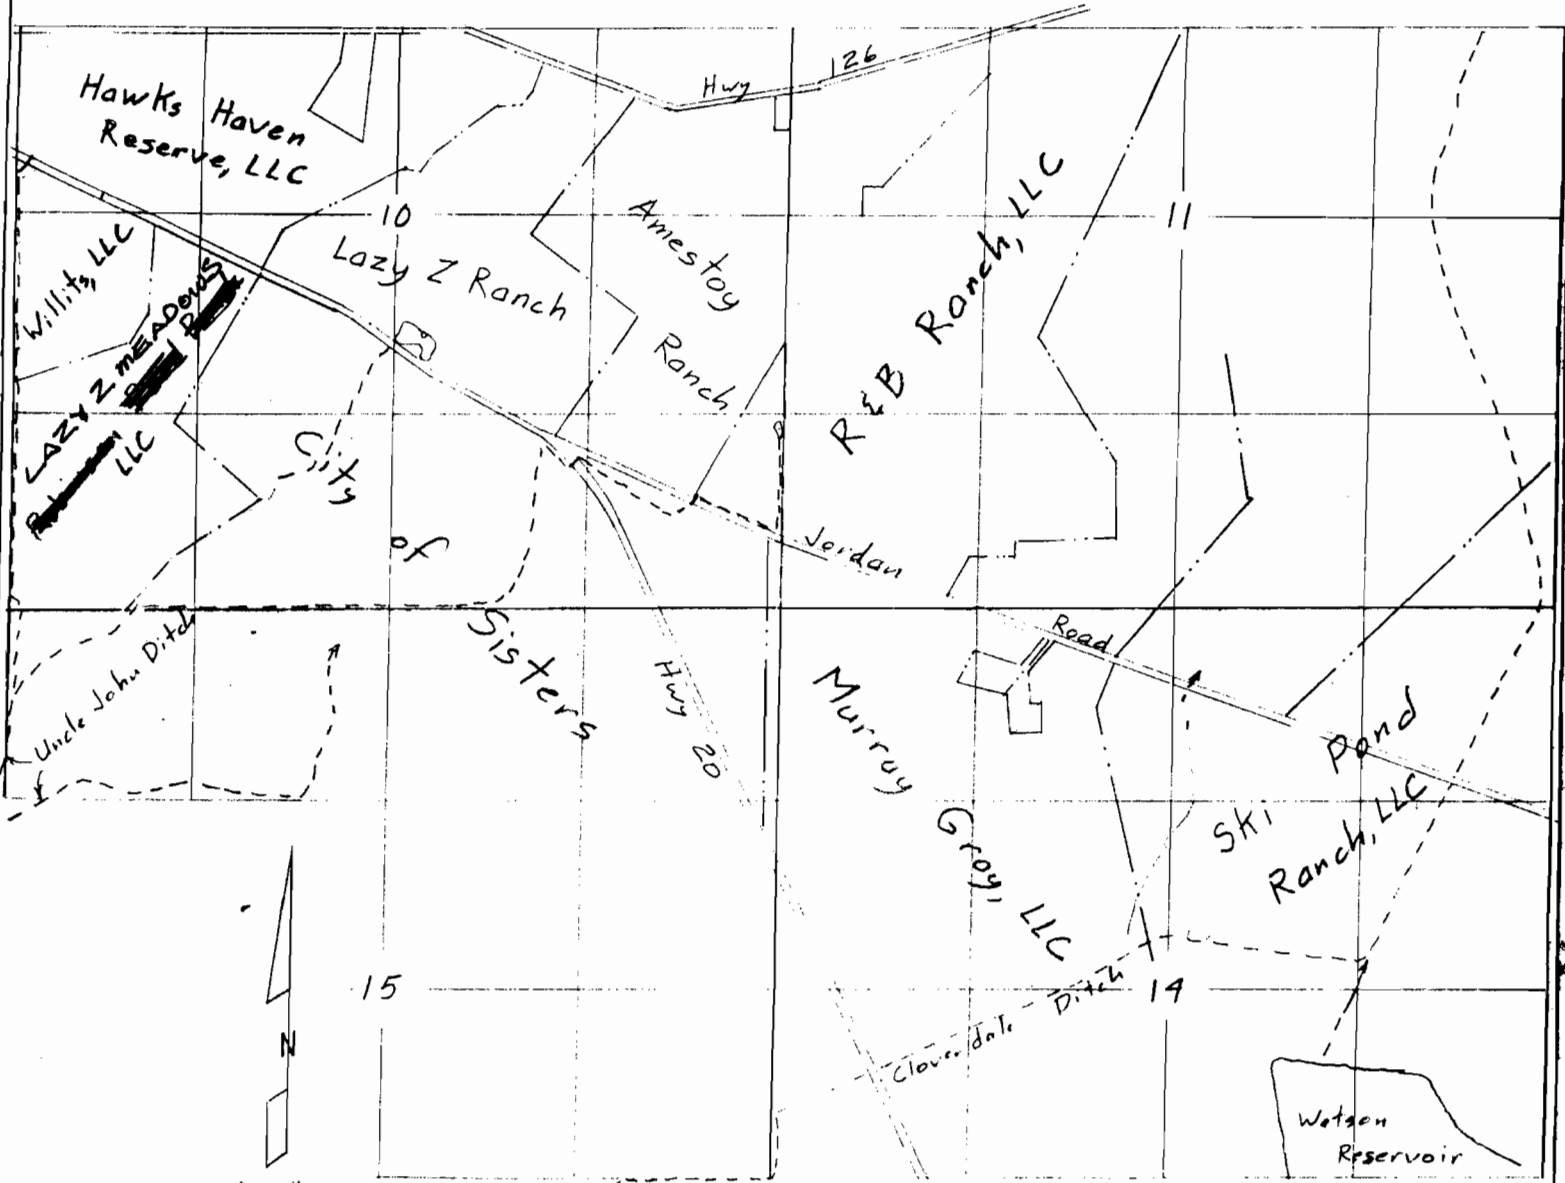 Hwy 126
Hawks Haven
Reserve, LLC
10
11
Willits, LLC
LAZY Z MEADOWS
LLC
Lazy Z Ranch
Amestoy
Ranch
R & B Ranch, LLC
City
of
Sisters
Jordan
Road
Uncle John Ditch
Hwy 20
Murray
Gray, LLC
Ski Pond
Ranch, LLC
15
14
N
Cloverdale Ditch
Watson
Reservoir